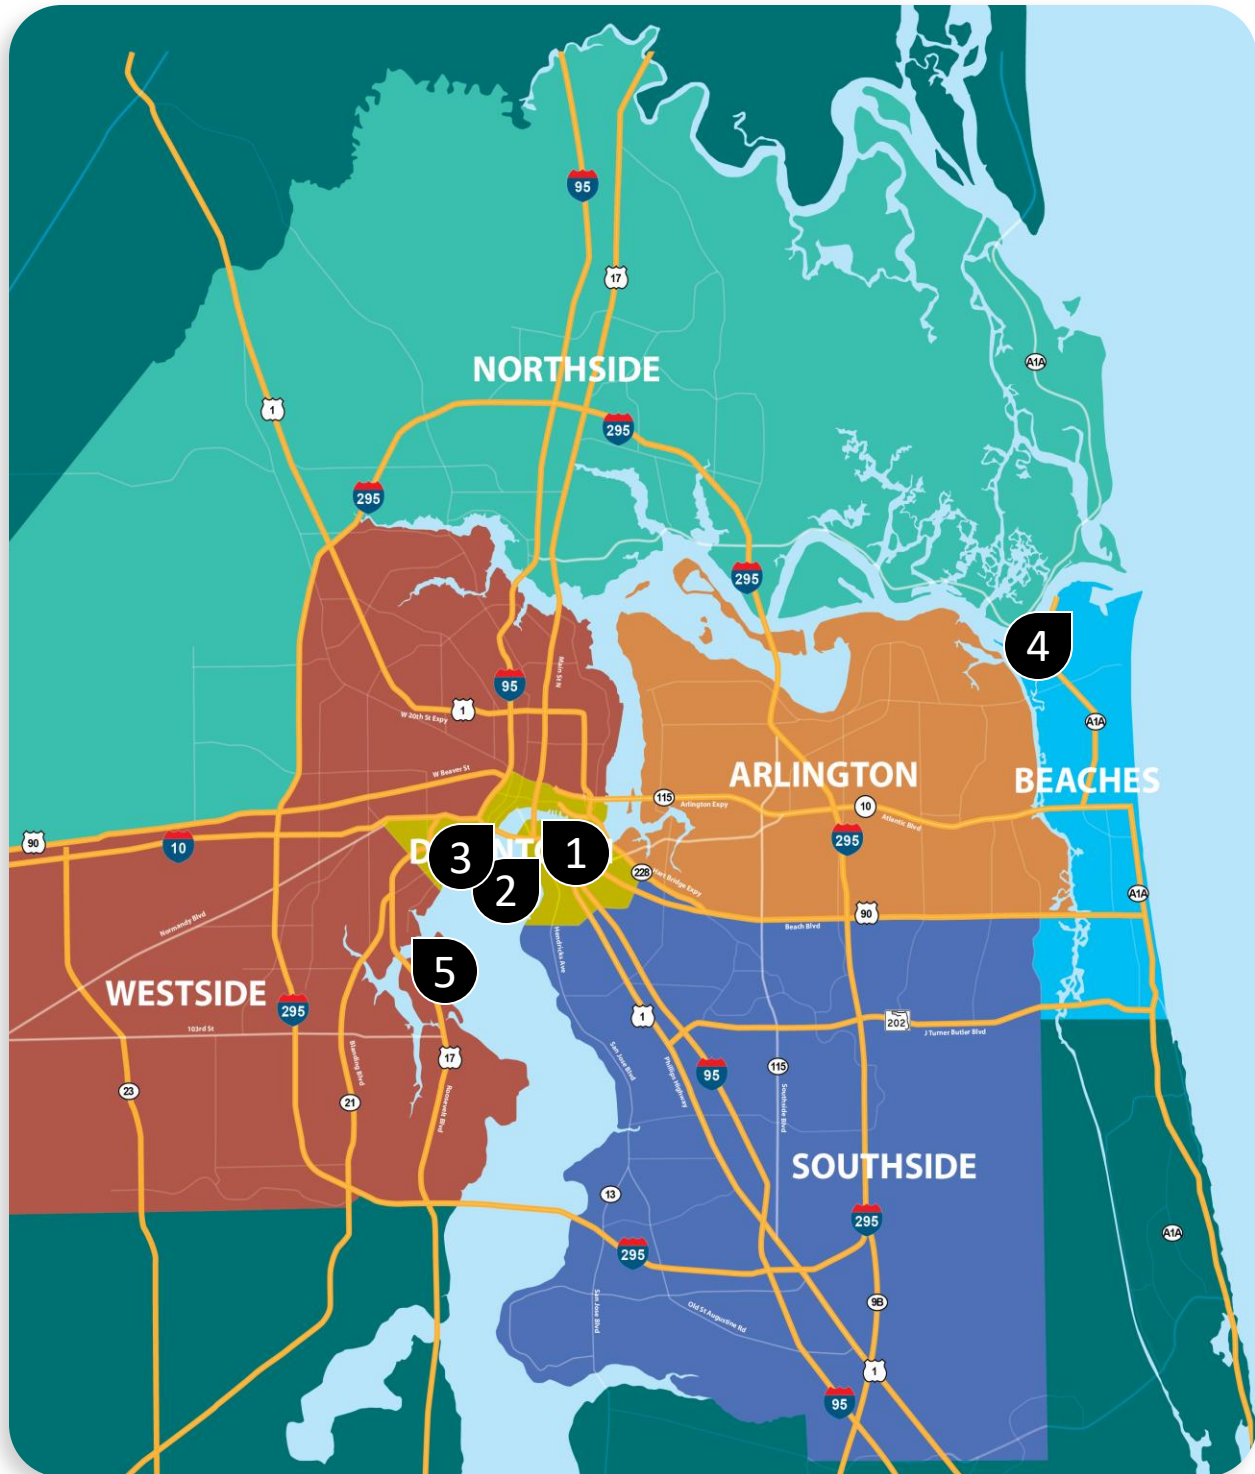 95
17
NORTHSIDE
A1A
1
295
295
295
4
Main St N
95
1
W 20th St Expy
A1A
W Beaver St
ARLINGTON
BEACHES
115
Arlington Expy
10
Atlantic Blvd
90
10
295
3
1
2
228
Hart Bridge Expy
A1A
90
Beach Blvd
Normandy Blvd
Hendricks Ave
5
WESTSIDE
295
1
202
J Turner Butler Blvd
103rd St
San Jose Blvd
Blanding Blvd
17
Phillips Highway
95
115
Southside Blvd
23
21
Roosevelt Blvd
SOUTHSIDE
13
295
A1A
295
San Jose Blvd
Old St Augustine Rd
9B
1
95